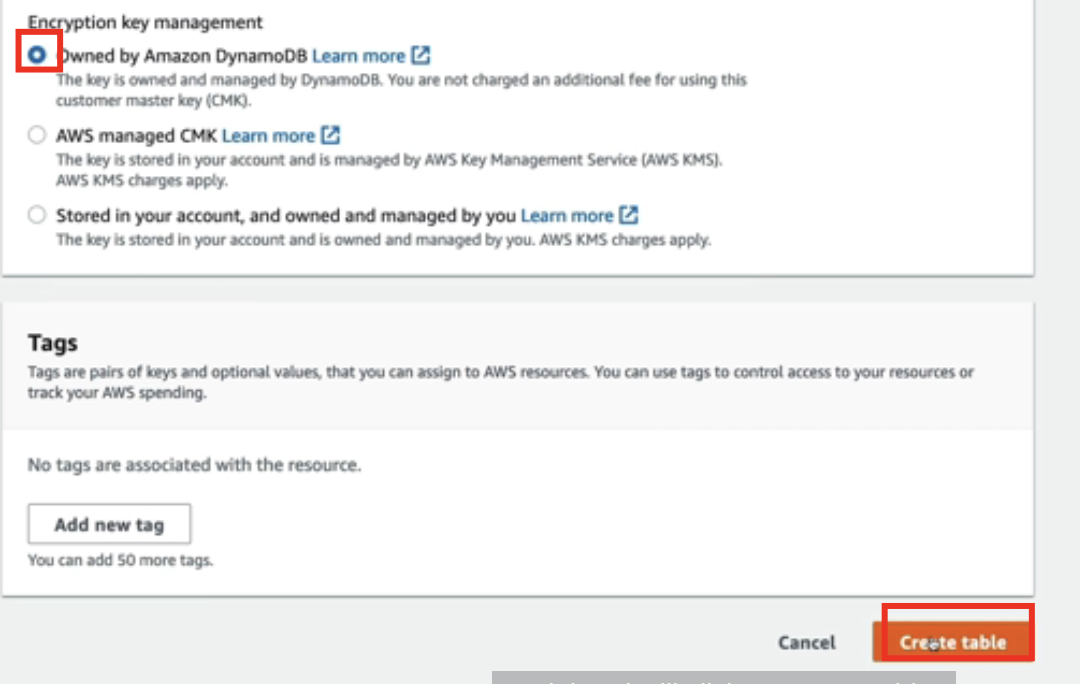 Encryption key management
Owned by Amazon DynamoDB Learn more
The key is owned and managed by DynamoDB. You are not charged an additional fee for using this
customer master key (CMK).
AWS managed CMK Learn more
The key is stored in your account and is managed by AWS Key Management Service (AWS KMS).
AWS KMS charges apply.
Stored in your account, and owned and managed by you Learn more
The key is stored in your account and is owned and managed by you. AWS KMS charges apply.
Tags
Tags are pairs of keys and optional values, that you can assign to AWS resources. You can use tags to control access to your resources or
track your AWS spending.
No tags are associated with the resource.
Add new tag
You can add 50 more tags.
Cancel
Create table